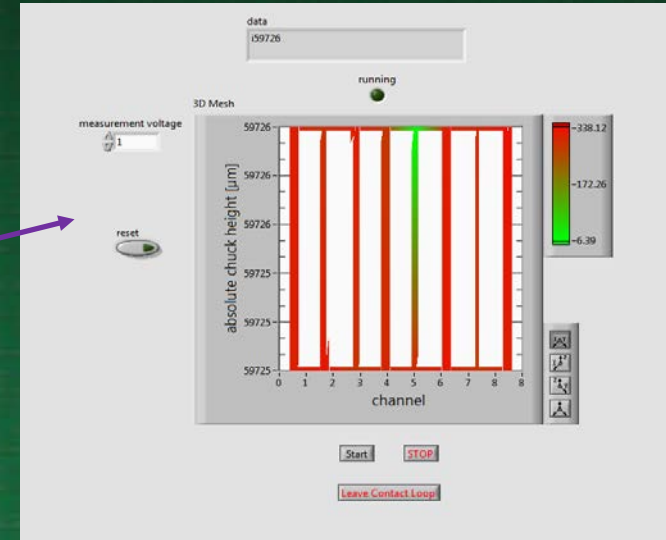 data
i59726
running
3D Mesh
measurement voltage
1
reset
absolute chuck height [µm]
59726
59726
59726
59725
59725
59725
0 1 2 3 4 5 6 7 8 8
channel
-338.12
-172.26
-6.39
Start
STOP
Leave Contact Loop